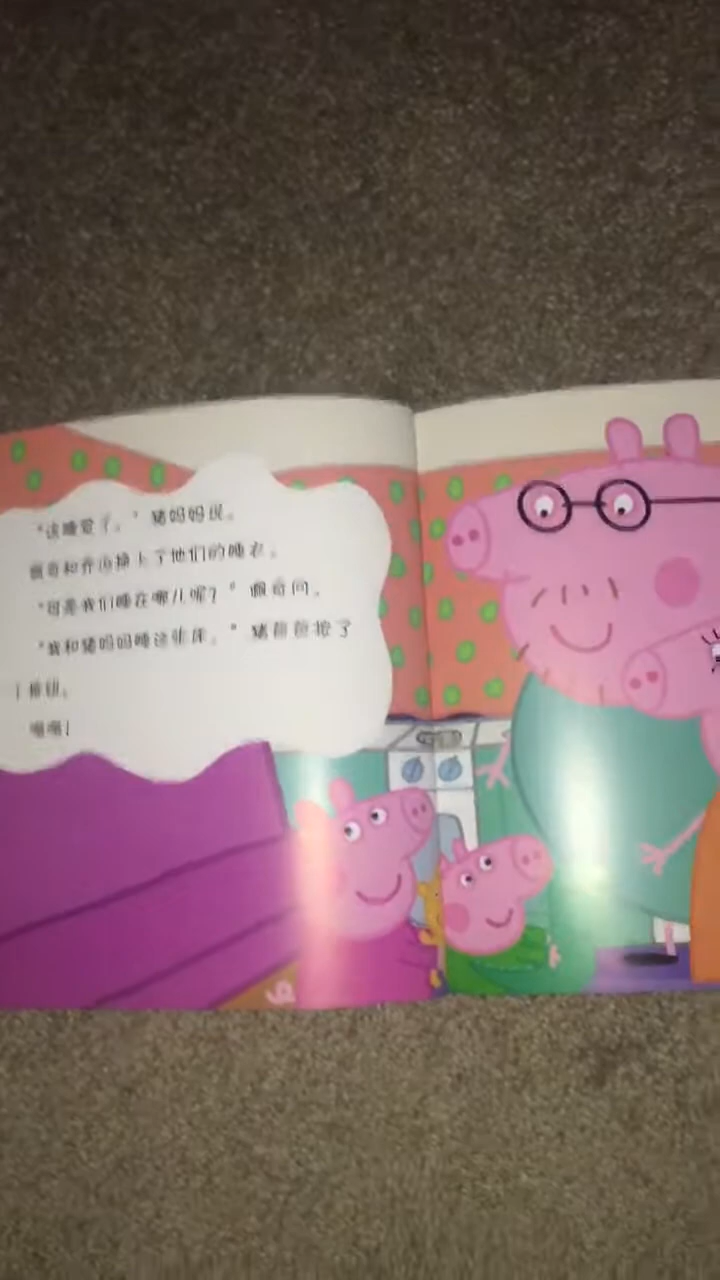 “该睡觉了。”猪妈妈说。
佩奇和乔治换上了他们的睡衣。
“可是我们睡在哪儿呢？”佩奇问。
“我和猪妈妈睡这张床。”猪爸爸按了
按钮。
嗡嗡！